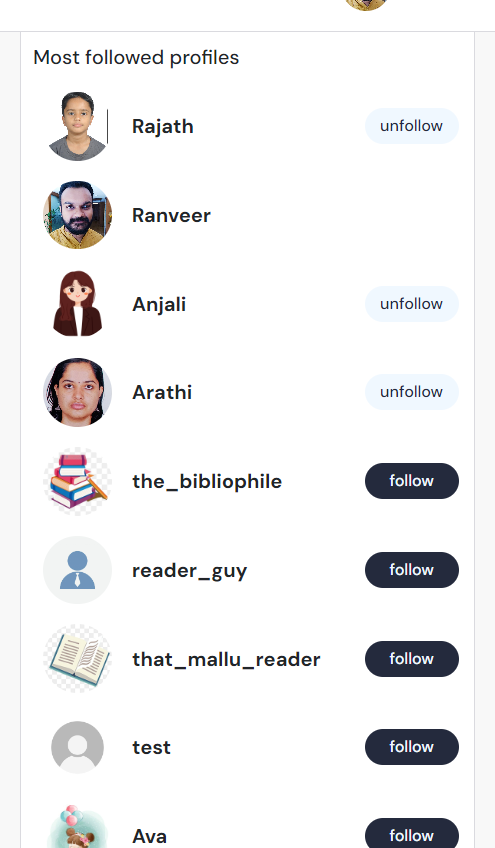 Most followed profiles
Rajath unfollow
Ranveer
Anjali unfollow
Arathi unfollow
the_bibliophile follow
reader_guy follow
that_mallu_reader follow
test follow
Ava follow